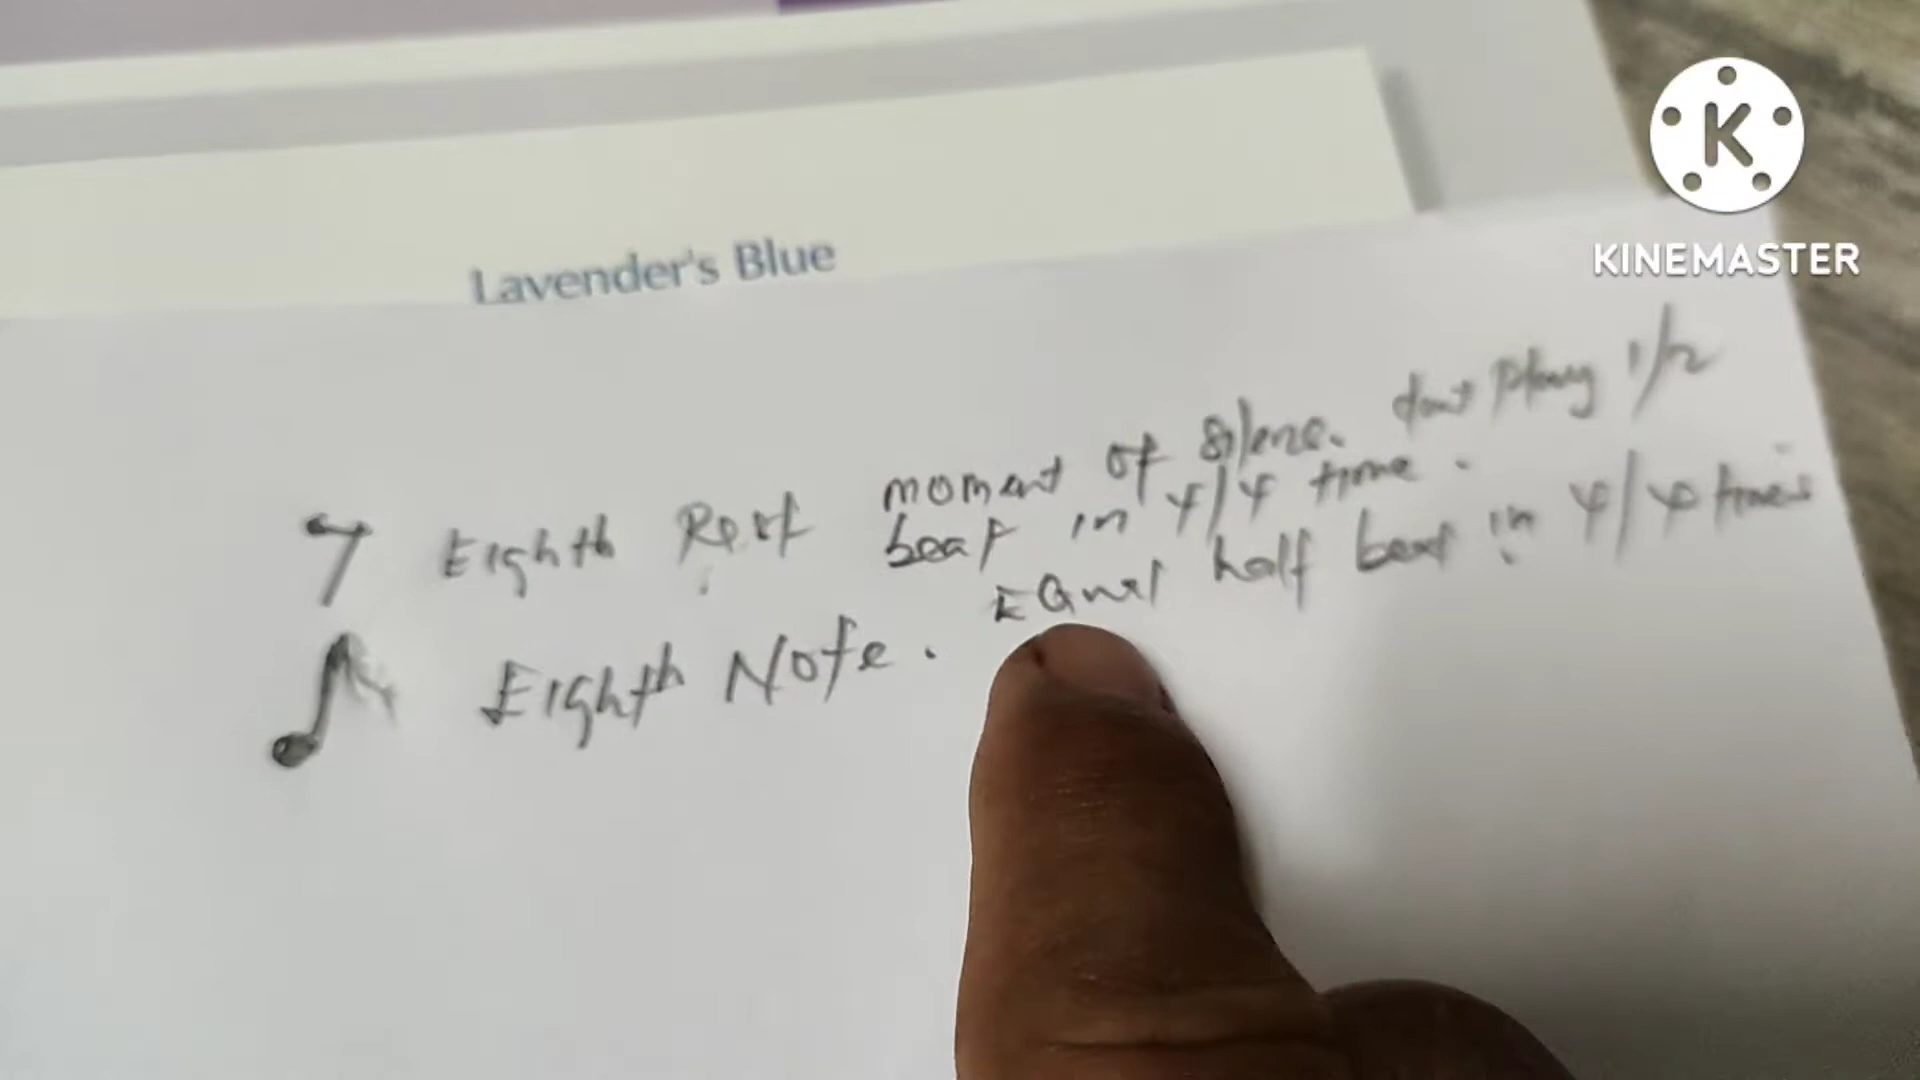 KINEMASTER
Lavender's Blue
Eighth Rest moment of silence. dont Play 1/2
beat in 4/4 time.
Eighth Note. EQual half beat in 4/4 time